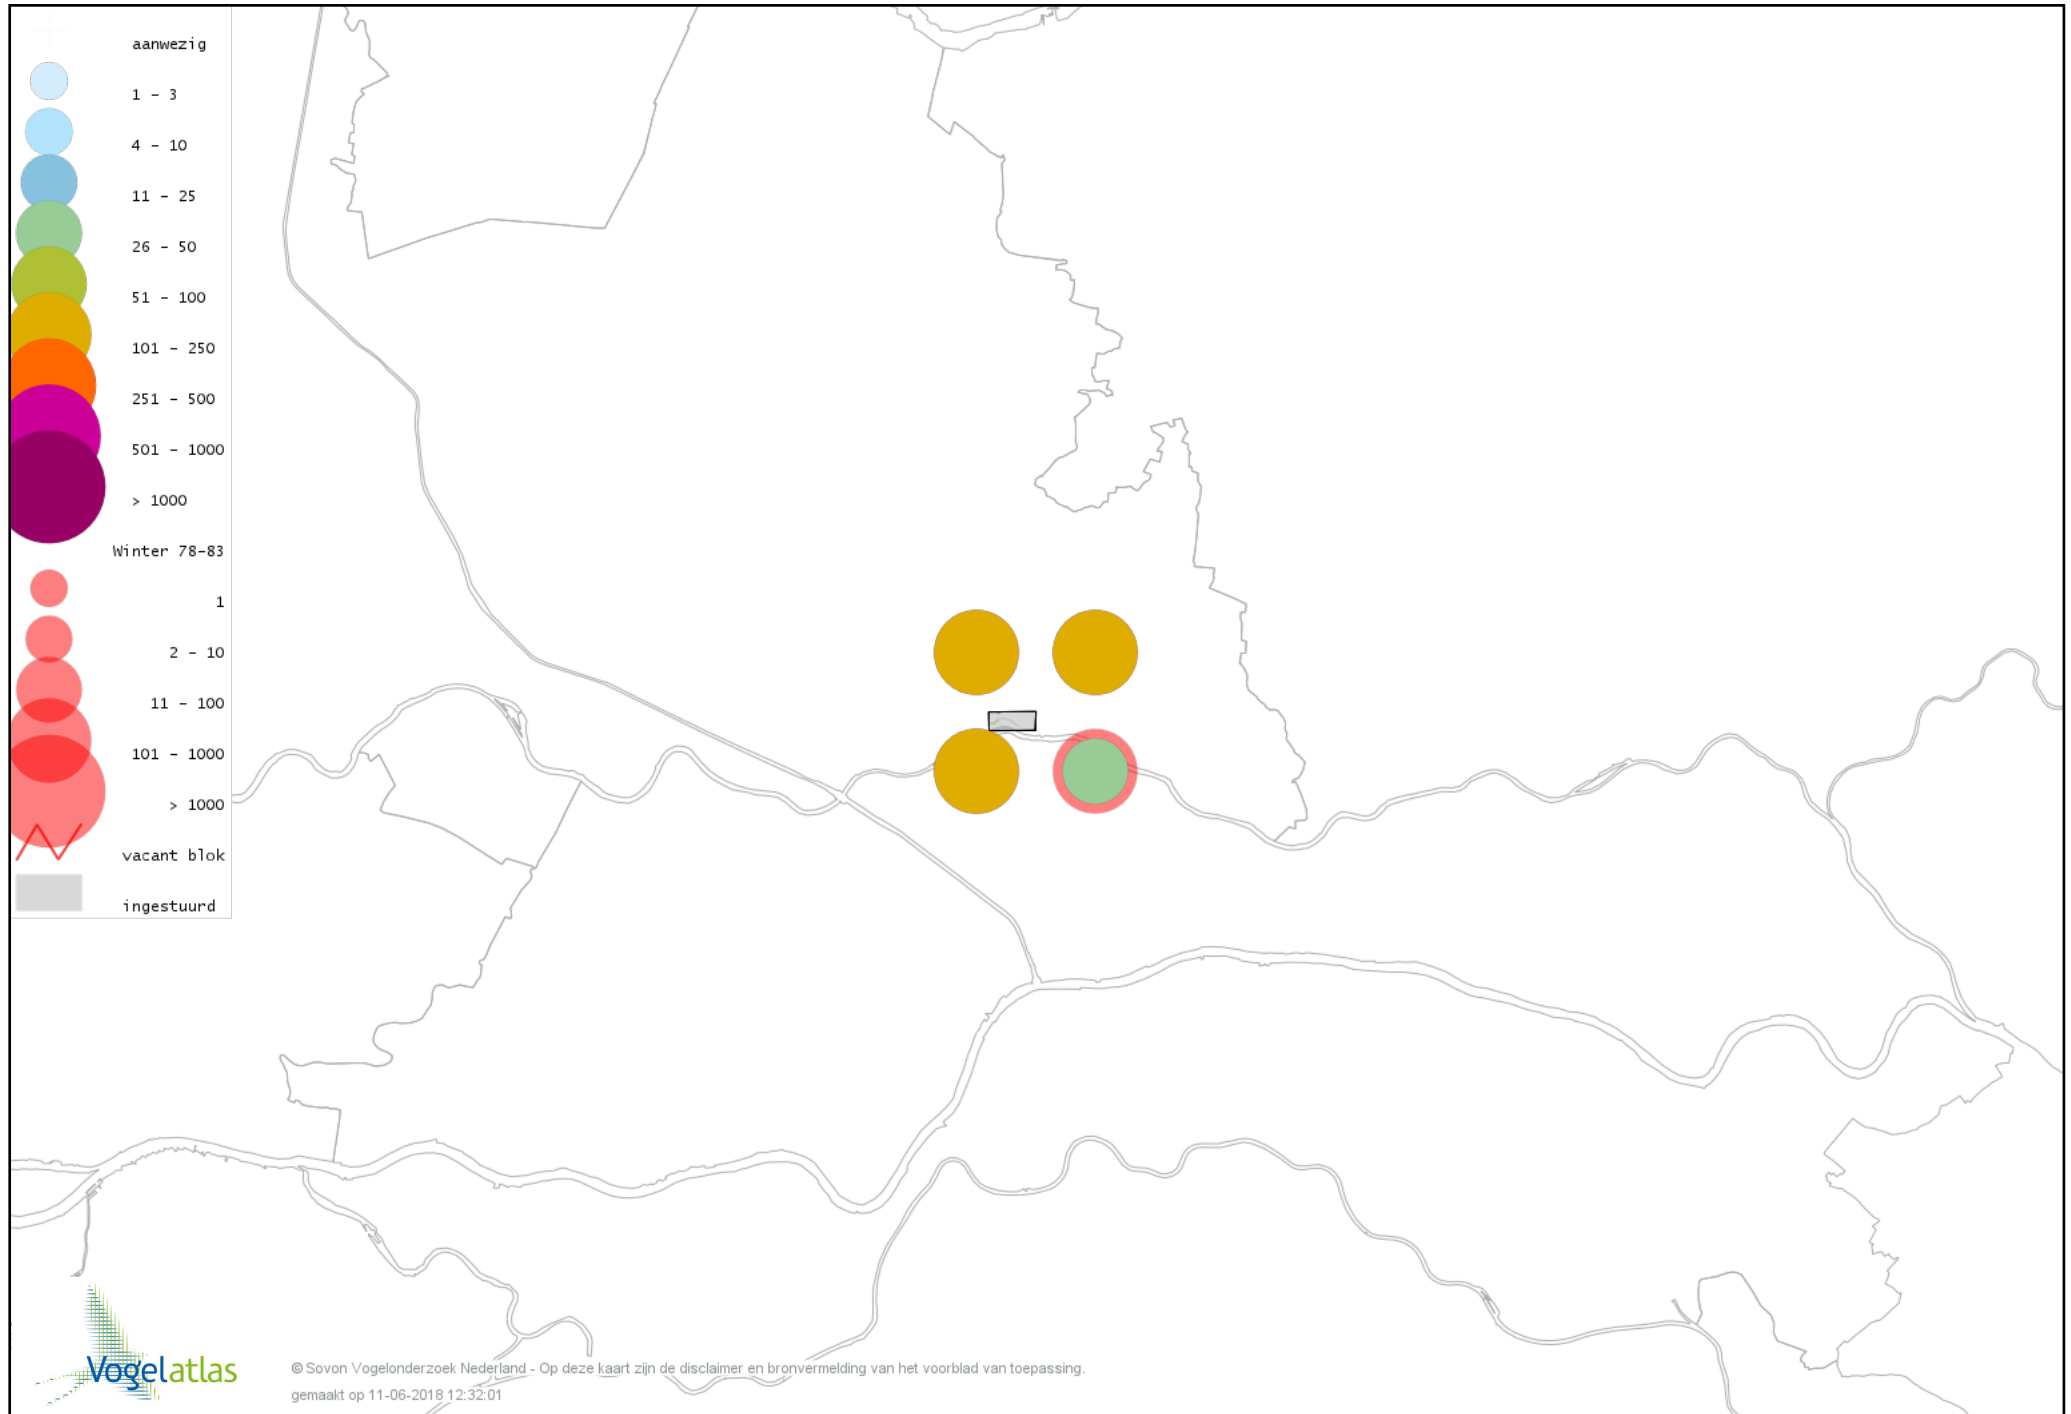 aanwezig
1 - 3
4 - 10
11 - 25
26 - 50
51 - 100
101 - 250
251 - 500
501 - 1000
> 1000
Winter 78-83
1
2 - 10
11 - 100
101 - 1000
> 1000
vacant blok
ingestuurd
Vogelatlas
© Sovon Vogelonderzoek Nederland - Op deze kaart zijn de disclaimer en bronvermelding van het voorblad van toepassing.
gemaakt op 11-06-2018 12:32:01